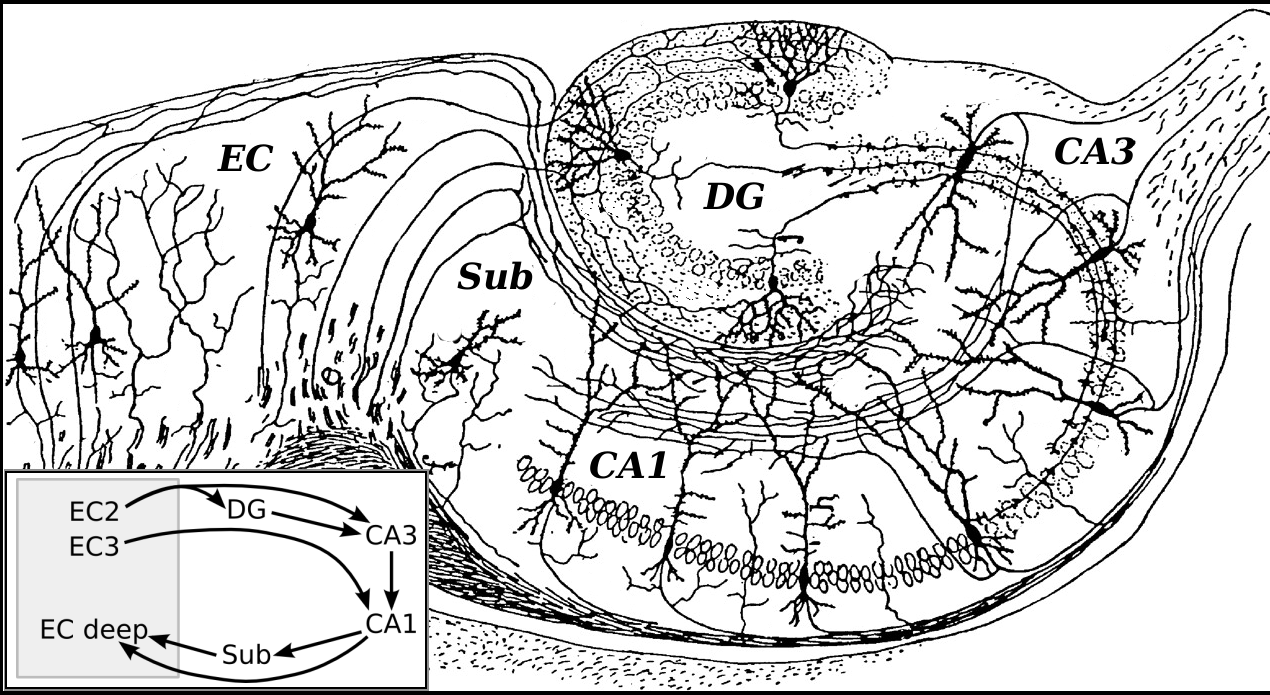 EC
CA3
DG
Sub
CA1
EC2
DG
EC3
CA3
EC deep
CA1
Sub